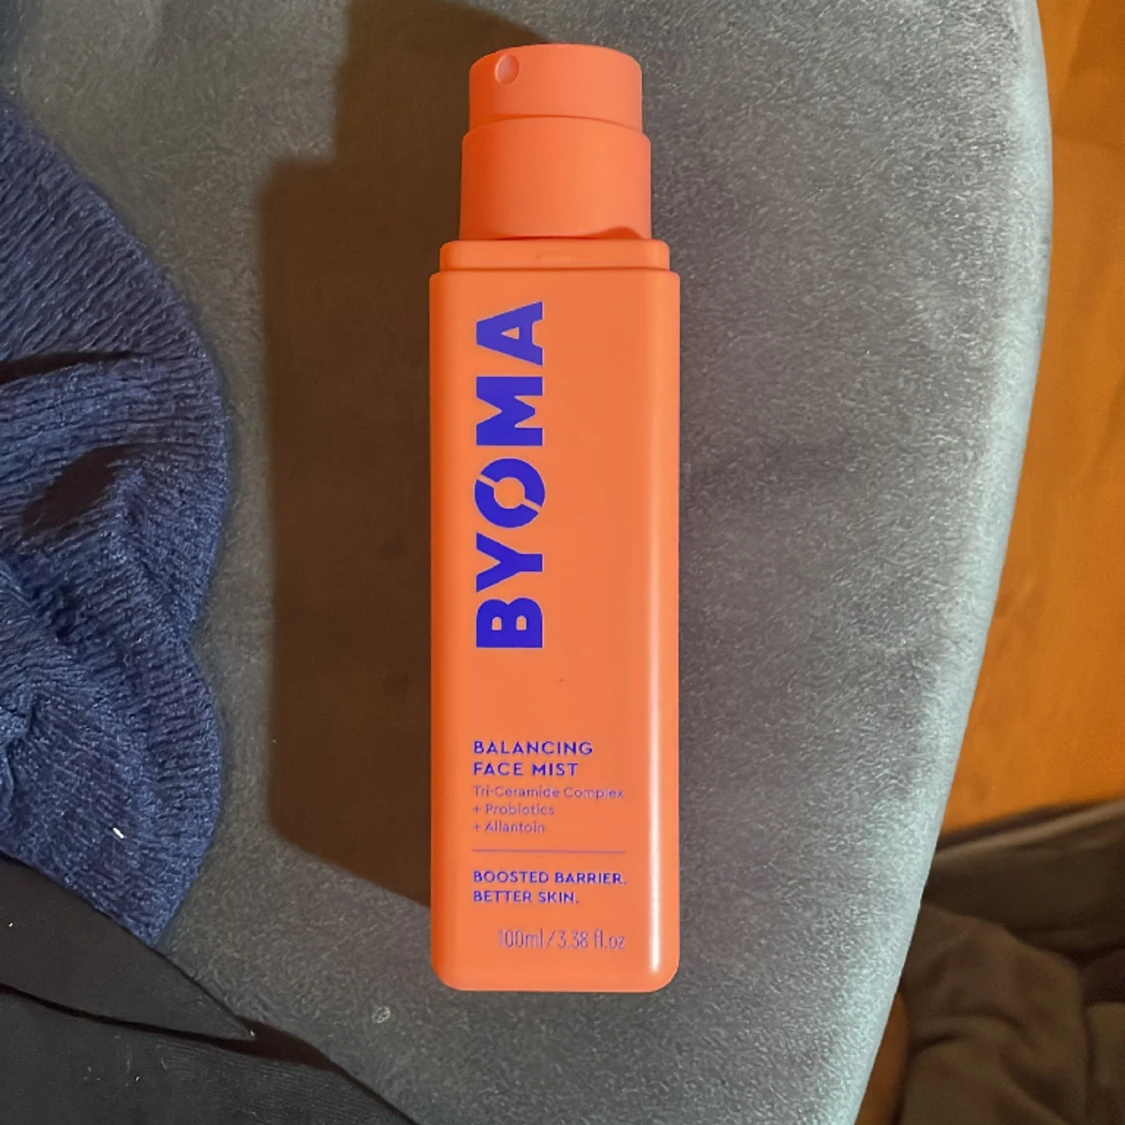 BYOMA
BALANCING
FACE MIST
Tri-Ceramide Complex
+ Probiotics
+ Allantoin
BOOSTED BARRIER.
BETTER SKIN.
100ml/3.38 fl.oz